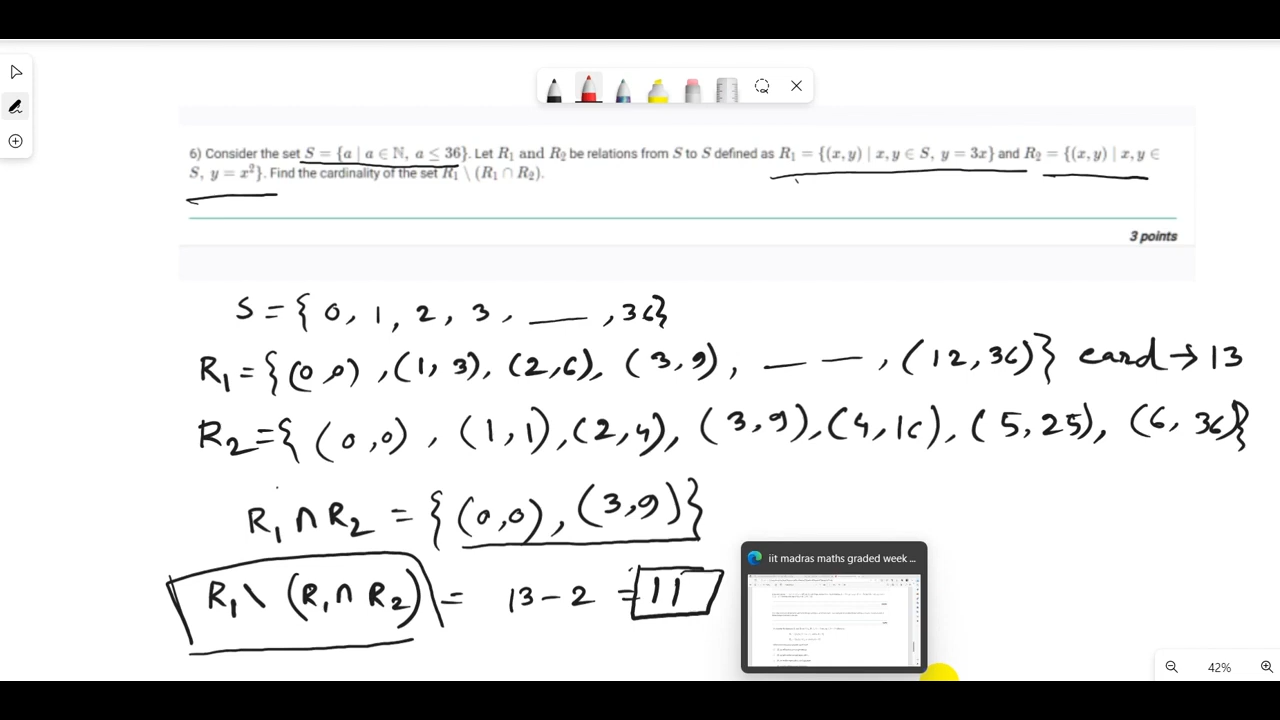 6) Consider the set S = {a | a ∈ ℕ, a ≤ 36}. Let R₁ and R₂ be relations from S to S defined as R₁ = {(x, y) | x, y ∈ S, y = 3x} and R₂ = {(x, y) | x, y ∈
S, y = x²}. Find the cardinality of the set R₁ \ (R₁ ∩ R₂).
3 points
S = { 0, 1, 2, 3, __ , 36}
R₁ = {(0,0) ,(1, 3), (2,6), (3,9), — — , (12,36)} card → 13
R₂ = { (0,0) , (1,1),(2,4), (3,9),(4,16), (5,25), (6,36)}
R₁ ∩ R₂ = {(0,0) , (3,9)}
R₁ \ (R₁ ∩ R₂) = 13 - 2 = 11
iit madras maths graded week ...
42%